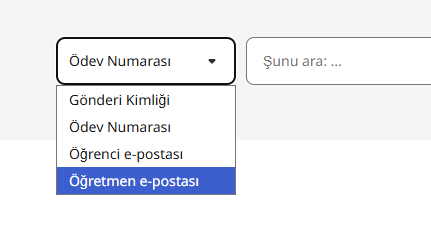 Ödev Numarası
Şunu ara: ...
Gönderi Kimliği
Ödev Numarası
Öğrenci e-postası
Öğretmen e-postası